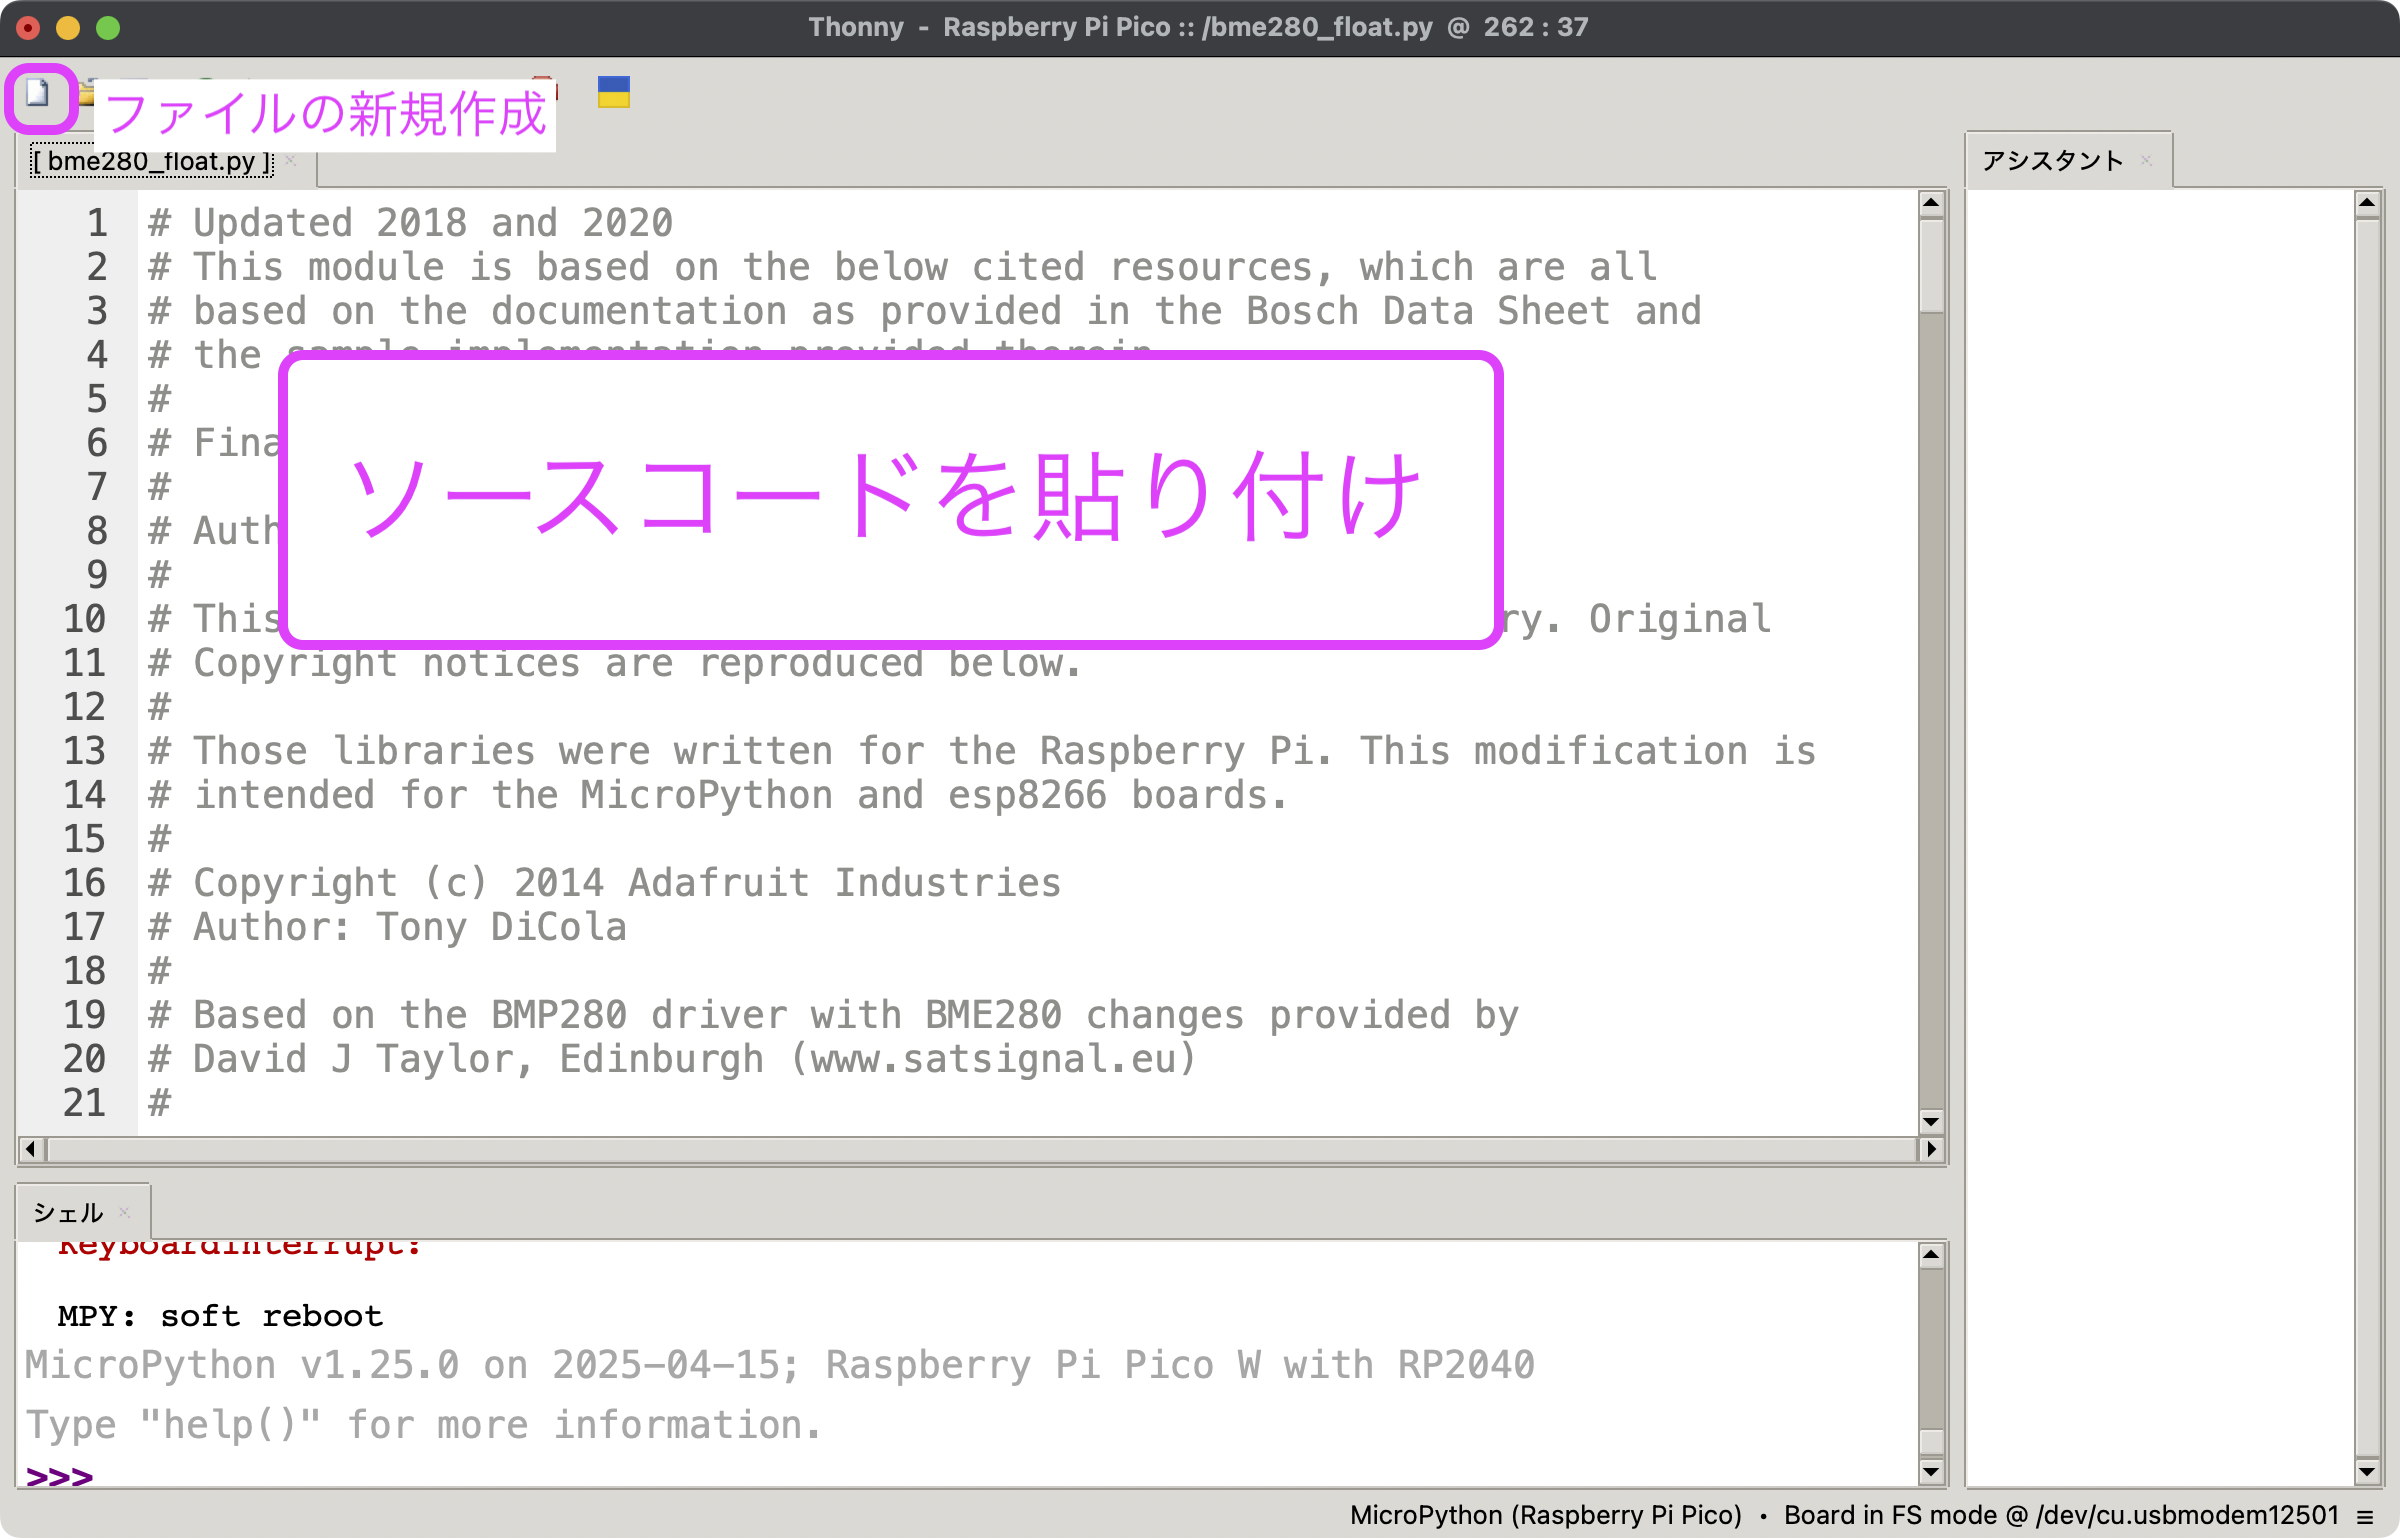 Thonny - Raspberry Pi Pico :: /bme280_float.py @ 262 : 37
ファイルの新規作成
[ bme280_float.py ]
アシスタント
1 # Updated 2018 and 2020
2 # This module is based on the below cited resources, which are all
3 # based on the documentation as provided in the Bosch Data Sheet and
4 # the sample implementation provided therein
5 #
6 # Fina
7 #
8 # Auth
9 #
10 # This ry. Original
11 # Copyright notices are reproduced below.
12 #
13 # Those libraries were written for the Raspberry Pi. This modification is
14 # intended for the MicroPython and esp8266 boards.
15 #
16 # Copyright (c) 2014 Adafruit Industries
17 # Author: Tony DiCola
18 #
19 # Based on the BMP280 driver with BME280 changes provided by
20 # David J Taylor, Edinburgh (www.satsignal.eu)
21 #
ソースコードを貼り付け
シェル
KeyboardInterrupt:
MPY: soft reboot
MicroPython v1.25.0 on 2025-04-15; Raspberry Pi Pico W with RP2040
Type "help()" for more information.
>>>
MicroPython (Raspberry Pi Pico) • Board in FS mode @ /dev/cu.usbmodem12501 ≡